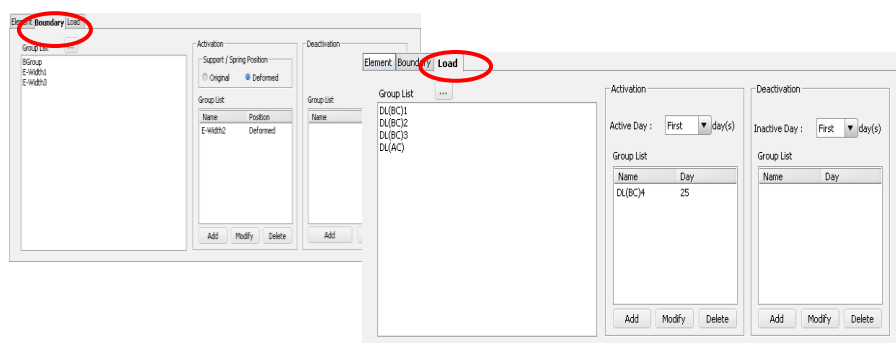 Element Boundary Load
Group List ...
BGroup
E-Width1
E-Width3
Activation
Support / Spring Position
Original Deformed
Group List
Name Position
E-Width2 Deformed
Add Modify Delete
Deactivation
Group List
Name
Add
Element Boundary Load
Group List ...
DL(BC)1
DL(BC)2
DL(BC)3
DL(AC)
Activation
Active Day : First day(s)
Group List
Name Day
DL(BC)4 25
Add Modify Delete
Deactivation
Inactive Day : First day(s)
Group List
Name Day
Add Modify Delete